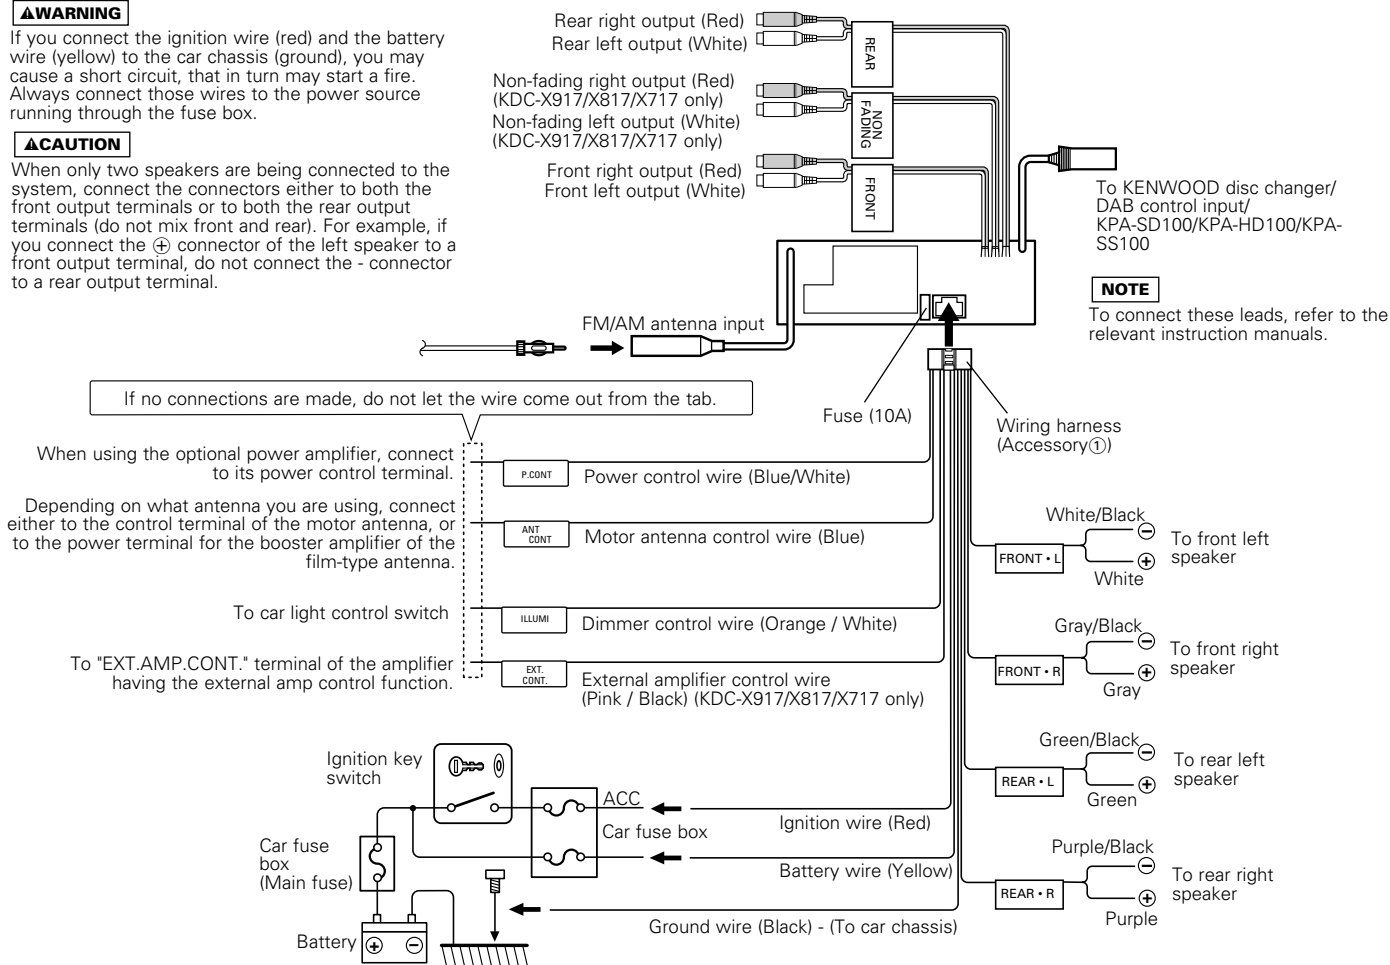 WARNING
If you connect the ignition wire (red) and the battery
wire (yellow) to the car chassis (ground), you may
cause a short circuit, that in turn may start a fire.
Always connect those wires to the power source
running through the fuse box.
CAUTION
When only two speakers are being connected to the
system, connect the connectors either to both the
front output terminals or to both the rear output
terminals (do not mix front and rear). For example, if
you connect the ⊕ connector of the left speaker to a
front output terminal, do not connect the - connector
to a rear output terminal.
Rear right output (Red)
Rear left output (White)
REAR
Non-fading right output (Red)
(KDC-X917/X817/X717 only)
Non-fading left output (White)
(KDC-X917/X817/X717 only)
NON
FADING
Front right output (Red)
Front left output (White)
FRONT
To KENWOOD disc changer/
DAB control input/
KPA-SD100/KPA-HD100/KPA-
SS100
NOTE
To connect these leads, refer to the
relevant instruction manuals.
FM/AM antenna input
Fuse (10A)
Wiring harness
(Accessory①)
If no connections are made, do not let the wire come out from the tab.
When using the optional power amplifier, connect
to its power control terminal.
P.CONT
Power control wire (Blue/White)
Depending on what antenna you are using, connect
either to the control terminal of the motor antenna, or
to the power terminal for the booster amplifier of the
film-type antenna.
ANT
CONT
Motor antenna control wire (Blue)
To car light control switch
ILLUMI
Dimmer control wire (Orange / White)
To "EXT.AMP.CONT." terminal of the amplifier
having the external amp control function.
EXT.
CONT.
External amplifier control wire
(Pink / Black) (KDC-X917/X817/X717 only)
White/Black
⊖
FRONT • L
⊕
White
To front left
speaker
Gray/Black
⊖
FRONT • R
⊕
Gray
To front right
speaker
Green/Black
⊖
REAR • L
⊕
Green
To rear left
speaker
Purple/Black
⊖
REAR • R
⊕
Purple
To rear right
speaker
Ignition key
switch
ACC
Ignition wire (Red)
Car fuse box
Car fuse
box
(Main fuse)
Battery wire (Yellow)
Ground wire (Black) - (To car chassis)
Battery
⊕ ⊖